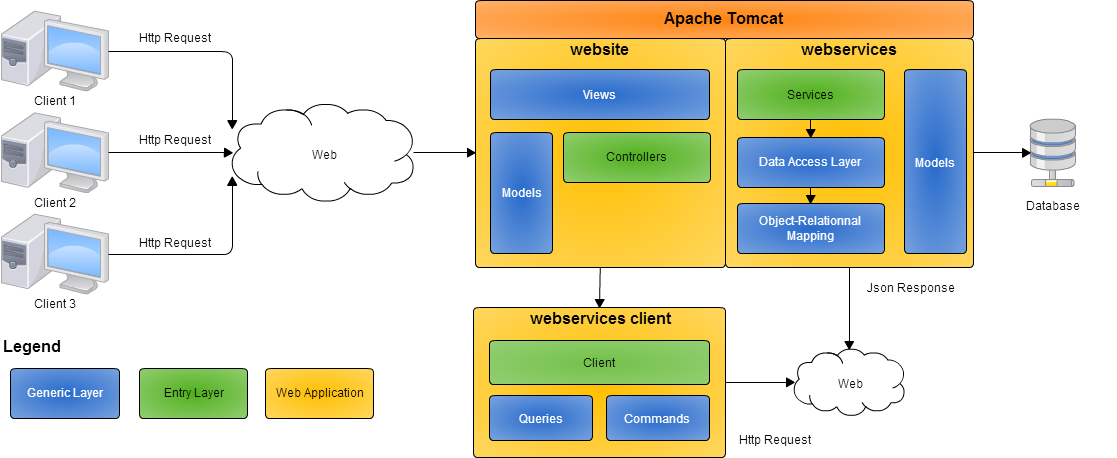 Apache Tomcat
Http Request
Client 1
Http Request
Client 2
Http Request
Client 3
Web
website
Views
Models
Controllers
webservices
Services
Data Access Layer
Object-Relationnal
Mapping
Models
Database
Json Response
webservices client
Client
Queries
Commands
Http Request
Web
Legend
Generic Layer
Entry Layer
Web Application